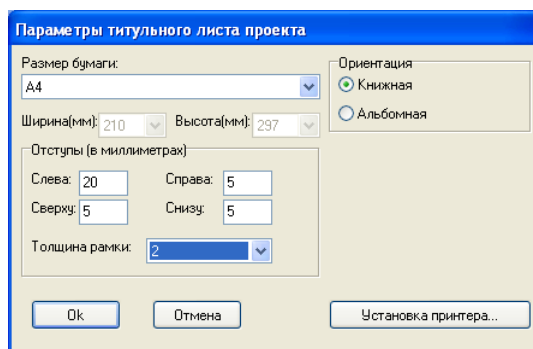 Параметры титульного листа проекта
Размер бумаги:
A4
Ширина(мм): 210 Высота(мм): 297
Ориентация
Книжная
Альбомная
Отступы (в миллиметрах)
Слева: 20 Справа: 5
Сверху: 5 Снизу: 5
Толщина рамки: 2
Ok Отмена Установка принтера...